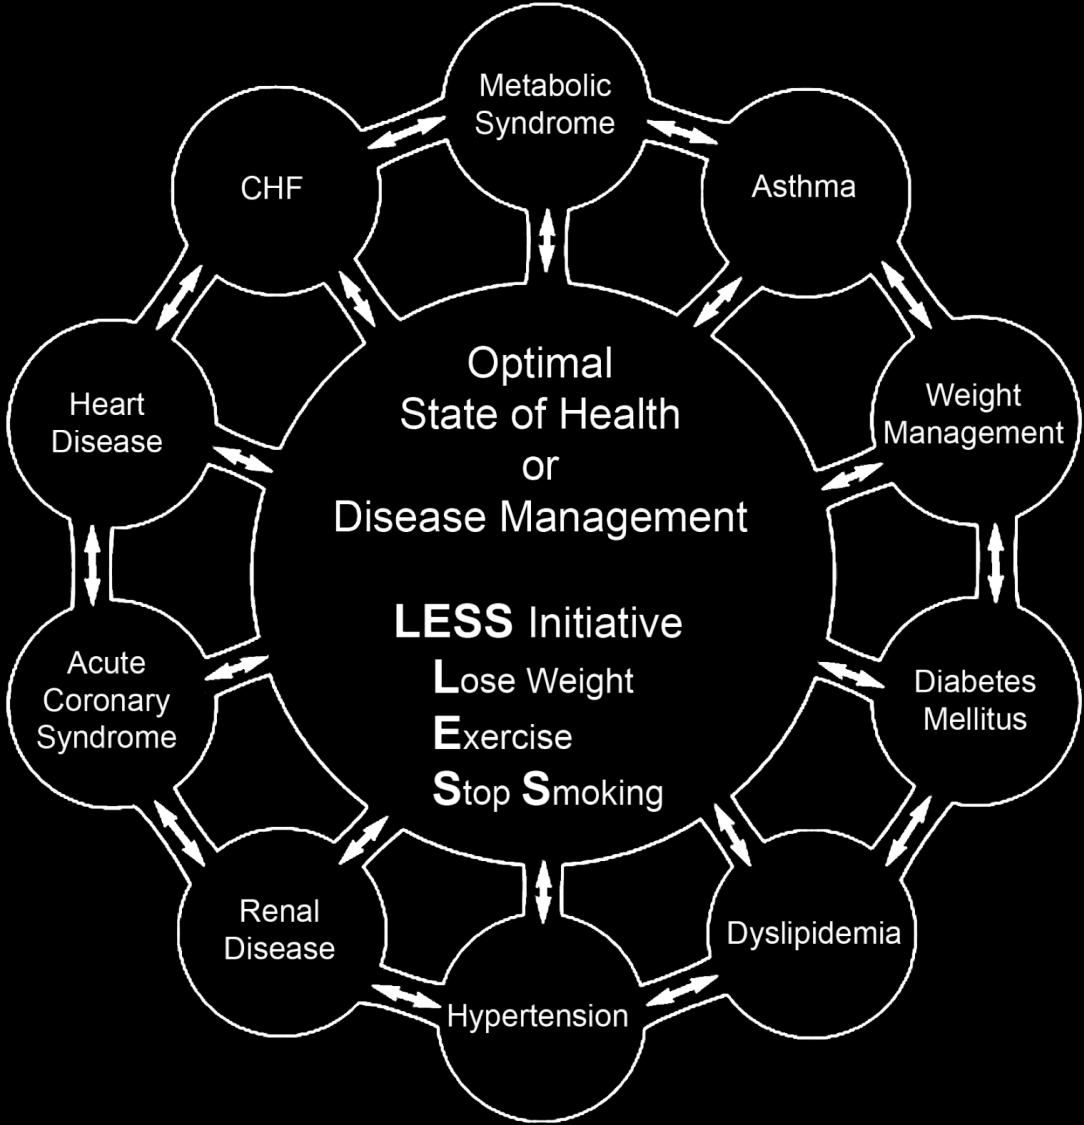 Metabolic
Syndrome
CHF
Asthma
Heart
Disease
Weight
Management
Optimal
State of Health
or
Disease Management
LESS Initiative
Lose Weight
Exercise
Stop Smoking
Acute
Coronary
Syndrome
Diabetes
Mellitus
Renal
Disease
Dyslipidemia
Hypertension